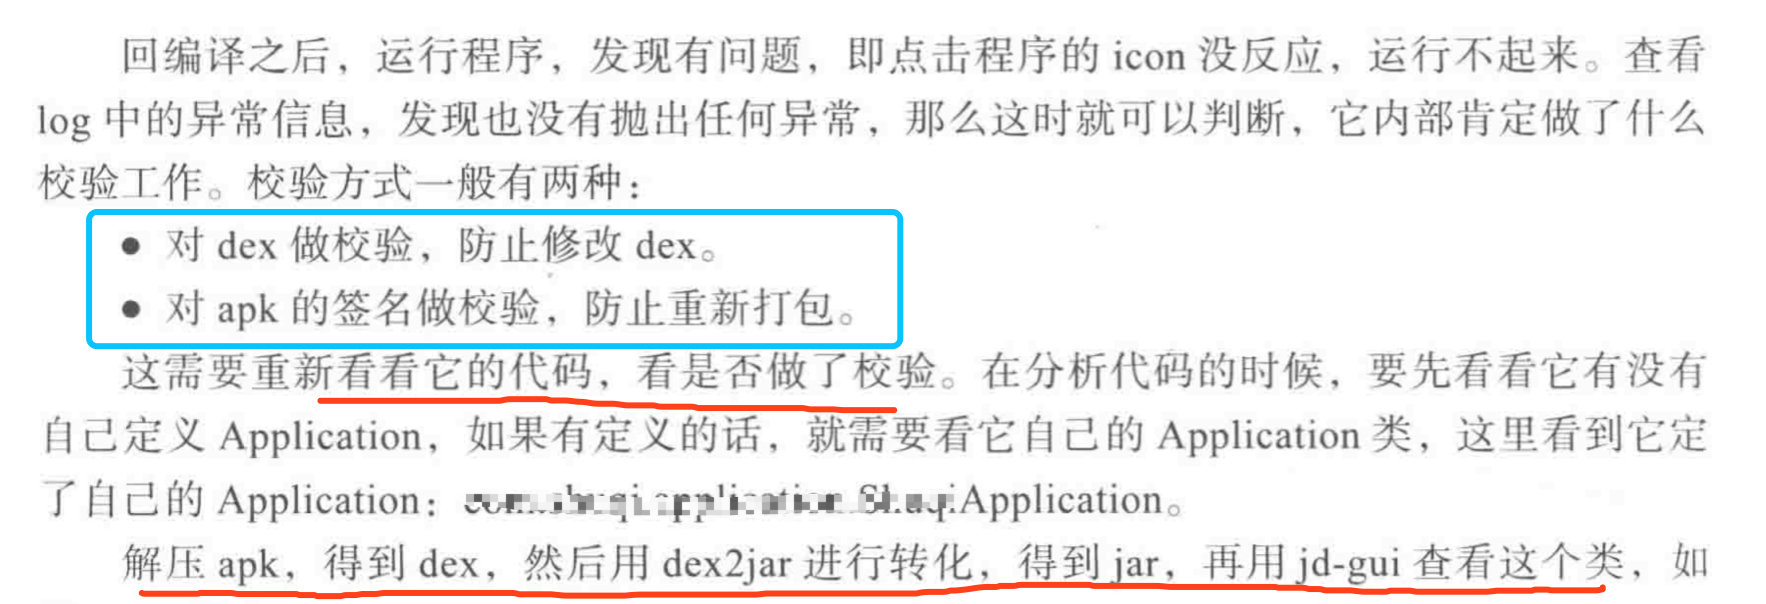 回编译之后，运行程序，发现有问题，即点击程序的 icon 没反应，运行不起来。查看
log 中的异常信息，发现也没有抛出任何异常，那么这时就可以判断，它内部肯定做了什么
校验工作。校验方式一般有两种：
● 对 dex 做校验，防止修改 dex。
● 对 apk 的签名做校验，防止重新打包。
这需要重新看看它的代码，看是否做了校验。在分析代码的时候，要先看看它有没有
自己定义 Application，如果有定义的话，就需要看它自己的 Application 类，这里看到它定
了自己的 Application：Application。
解压 apk，得到 dex，然后用 dex2jar 进行转化，得到 jar，再用 jd-gui 查看这个类，如